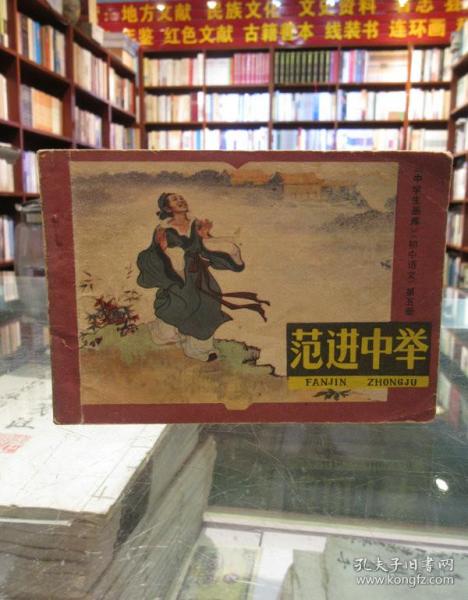 地方文献 民族文化 文史资料
年鉴 红色文献 古籍善本 线装书 连环画
《中学生画库》(初中语文)第五册
范进中举
FANJIN ZHONGJU
孔夫子旧书网
www.kongfz.com